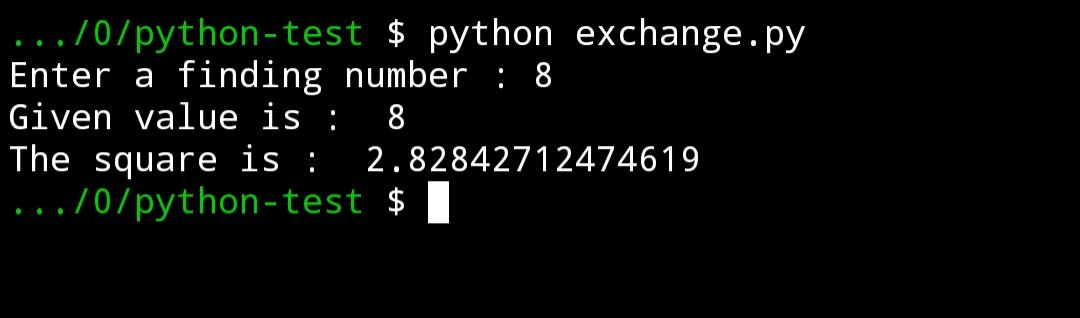 .../0/python-test $ python exchange.py
Enter a finding number : 8
Given value is :  8
The square is :  2.82842712474619
.../0/python-test $